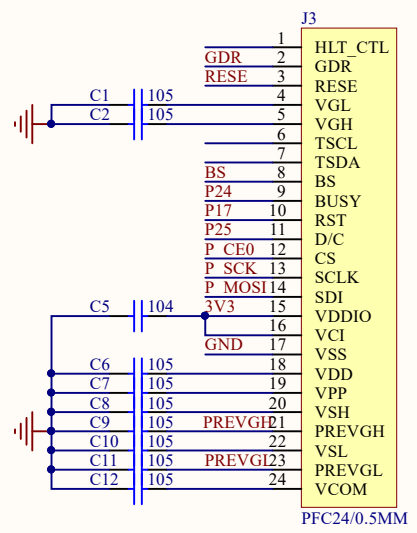 J3
1 HLT_CTL
GDR 2 GDR
RESE 3 RESE
C1 105 4 VGL
C2 105 5 VGH
6 TSCL
7 TSDA
BS 8 BS
P24 9 BUSY
P17 10 RST
P25 11 D/C
P_CE0 12 CS
P_SCK 13 SCLK
P_MOSI 14 SDI
C5 104 3V3 15 VDDIO
16 VCI
GND 17 VSS
C6 105 18 VDD
C7 105 19 VPP
C8 105 20 VSH
C9 105 PREVGH 21 PREVGH
C10 105 22 VSL
C11 105 PREVGL 23 PREVGL
C12 105 24 VCOM
PFC24/0.5MM